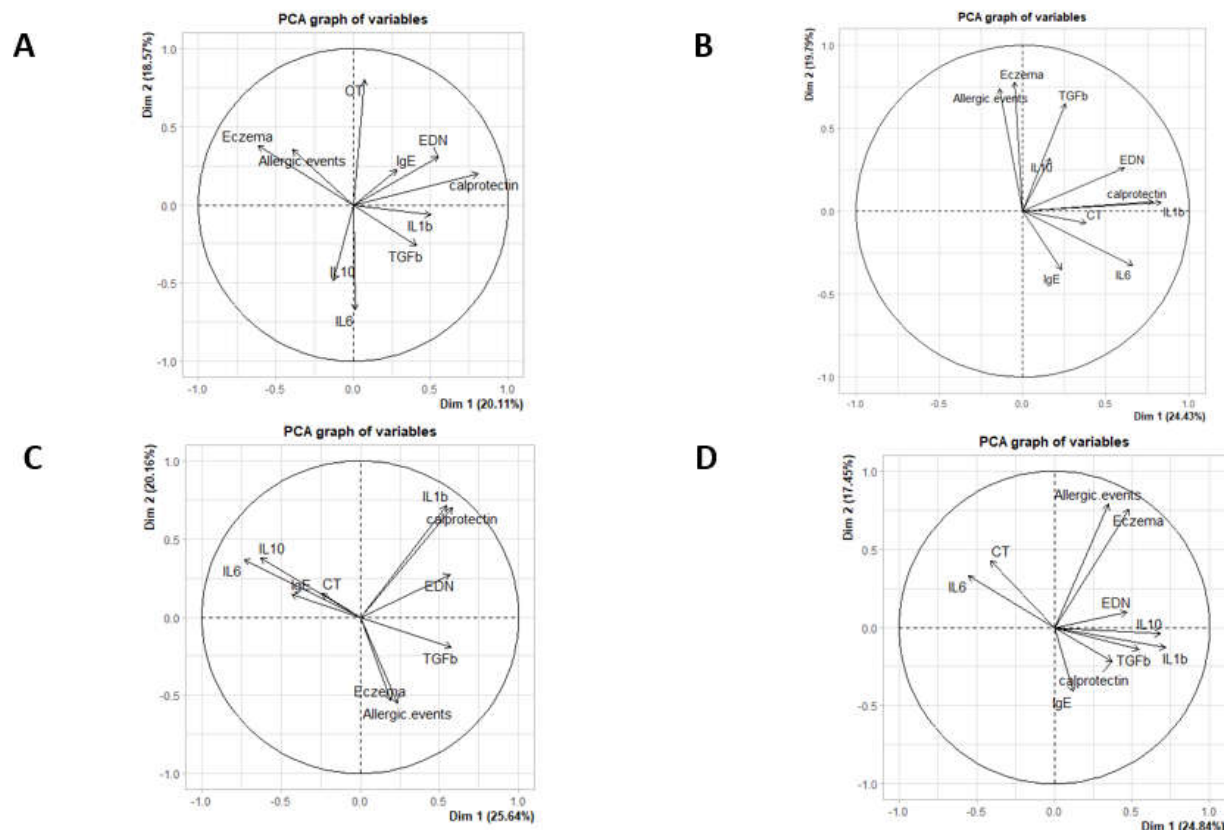 A
PCA graph of variables
Dim 2 (18.57%)
1.0
0.5
0.0
-0.5
-1.0
CT
Eczema
Allergic.events
EDN
IgE
calprotectin
IL1b
TGFb
IL10
IL6
-1.0 -0.5 0.0 0.5 1.0
Dim 1 (20.11%)
B
PCA graph of variables
Dim 2 (19.79%)
1.0
0.5
0.0
-0.5
-1.0
Eczema
Allergic.events
TGFb
IL10
EDN
calprotectin
IL1b
CT
IgE
IL6
-1.0 -0.5 0.0 0.5 1.0
Dim 1 (24.43%)
C
PCA graph of variables
Dim 2 (20.16%)
1.0
0.5
0.0
-0.5
-1.0
IL1b
calprotectin
IL10
IL6
IgE
CT
EDN
TGFb
Eczema
Allergic.events
-1.0 -0.5 0.0 0.5 1.0
Dim 1 (25.64%)
D
PCA graph of variables
Dim 2 (17.45%)
1.0
0.5
0.0
-0.5
-1.0
Allergic.events
Eczema
CT
IL6
EDN
IL10
IL1b
TGFb
calprotectin
IgE
-1.0 -0.5 0.0 0.5 1.0
Dim 1 (24.84%)